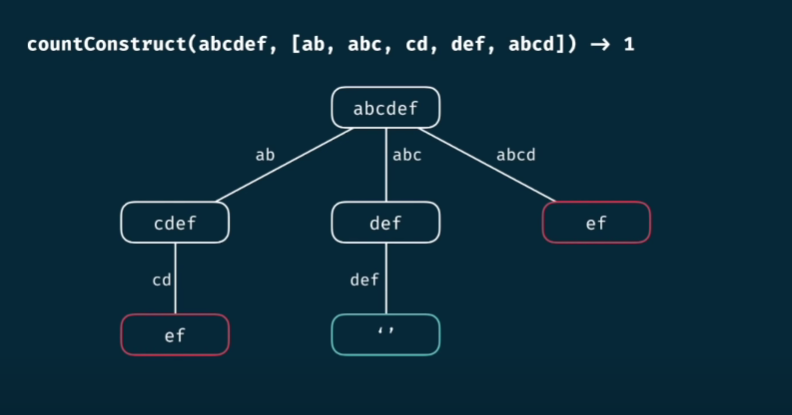 countConstruct(abcdef, [ab, abc, cd, def, abcd]) → 1
abcdef
ab abc abcd
cdef def ef
cd def
ef ‘’